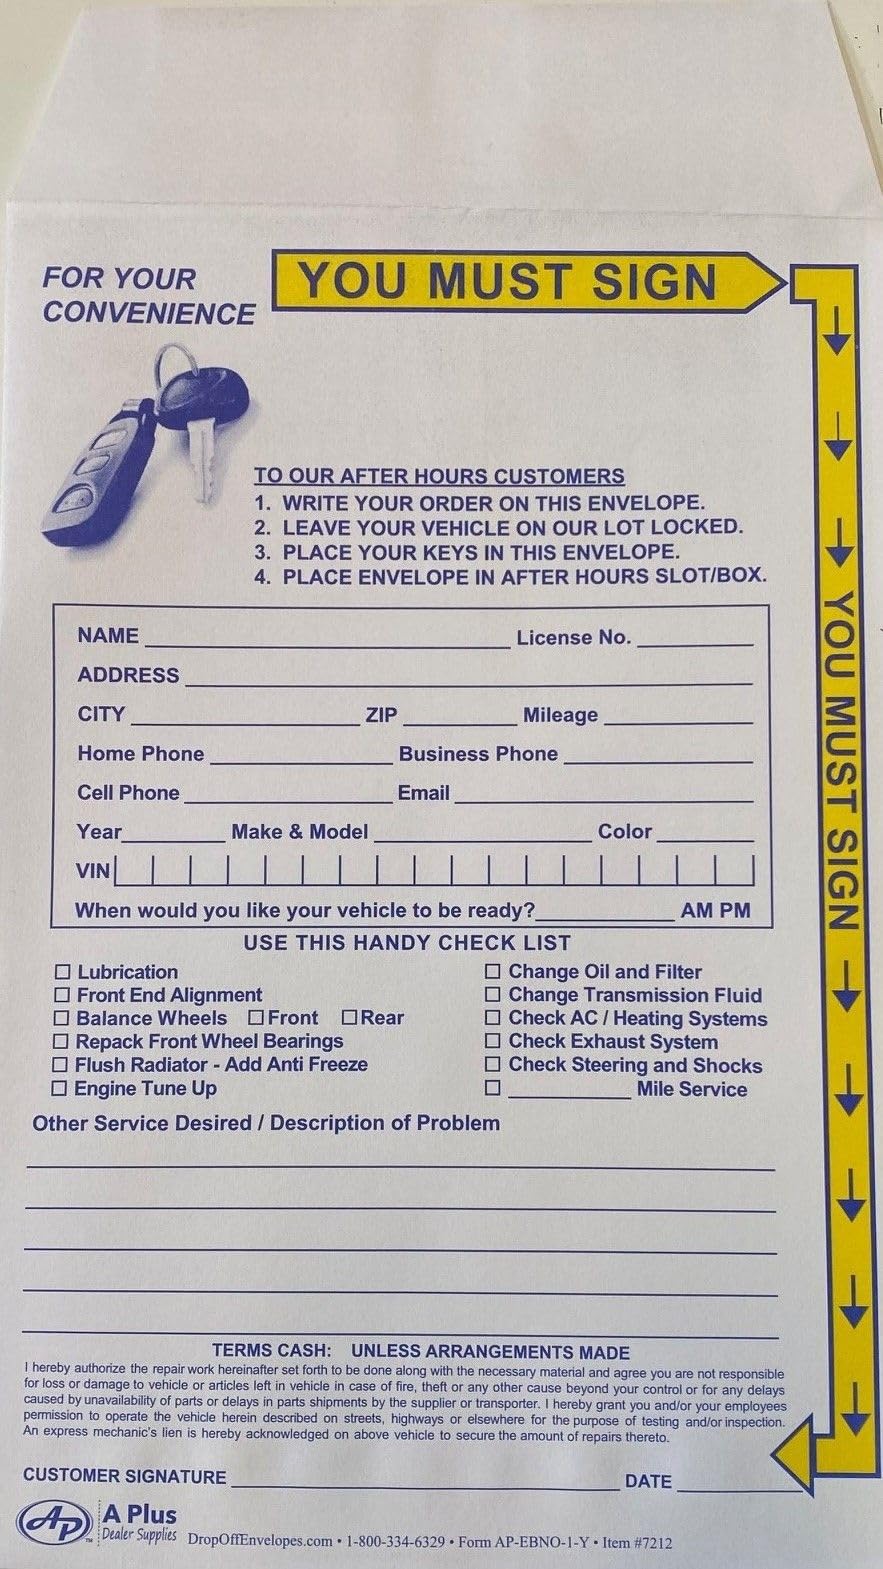 FOR YOUR
CONVENIENCE
YOU MUST SIGN
TO OUR AFTER HOURS CUSTOMERS
1. WRITE YOUR ORDER ON THIS ENVELOPE.
2. LEAVE YOUR VEHICLE ON OUR LOT LOCKED.
3. PLACE YOUR KEYS IN THIS ENVELOPE.
4. PLACE ENVELOPE IN AFTER HOURS SLOT/BOX.
YOU MUST SIGN
NAME License No.
ADDRESS
CITY ZIP Mileage
Home Phone Business Phone
Cell Phone Email
Year Make & Model Color
VIN
When would you like your vehicle to be ready? AM PM
USE THIS HANDY CHECK LIST
Lubrication
Front End Alignment
Balance Wheels Front Rear
Repack Front Wheel Bearings
Flush Radiator - Add Anti Freeze
Engine Tune Up
Change Oil and Filter
Change Transmission Fluid
Check AC / Heating Systems
Check Exhaust System
Check Steering and Shocks
Mile Service
Other Service Desired / Description of Problem
TERMS CASH: UNLESS ARRANGEMENTS MADE
I hereby authorize the repair work hereinafter set forth to be done along with the necessary material and agree you are not responsible
for loss or damage to vehicle or articles left in vehicle in case of fire, theft or any other cause beyond your control or for any delays
caused by unavailability of parts or delays in parts shipments by the supplier or transporter. I hereby grant you and/or your employees
permission to operate the vehicle herein described on streets, highways or elsewhere for the purpose of testing and/or inspection.
An express mechanic's lien is hereby acknowledged on above vehicle to secure the amount of repairs thereto.
CUSTOMER SIGNATURE DATE
AP ™ A Plus
Dealer Supplies DropOffEnvelopes.com • 1-800-334-6329 • Form AP-EBNO-1-Y • Item #7212